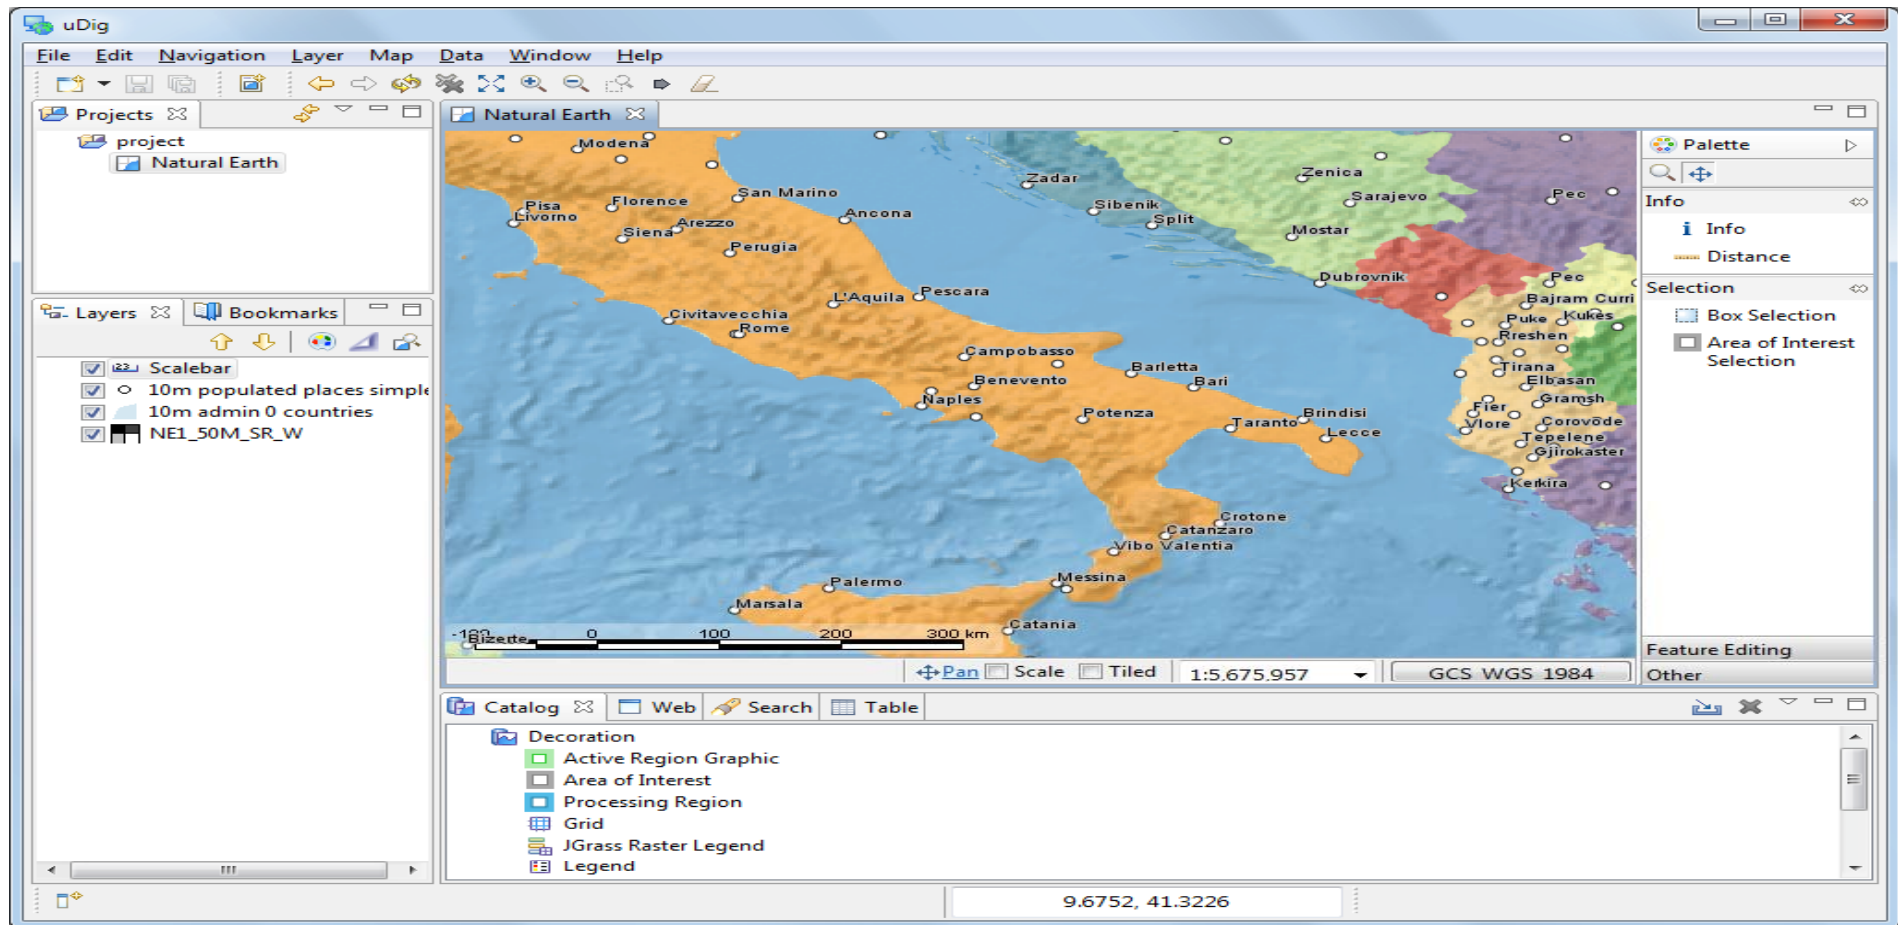 uDig
File Edit Navigation Layer Map Data Window Help
Projects
project
Natural Earth
Layers Bookmarks
Scalebar
10m populated places simple
10m admin 0 countries
NE1_50M_SR_W
Natural Earth
Modena
Zadar
Zenica
San Marino
Sarajevo
Pec
Pisa
Florence
Sibenik
Livorno
Ancona
Split
Arezzo
Siena
Mostar
Perugia
Dubrovnik
Pec
L'Aquila
Pescara
Bajram Curri
Civitavecchia
Puke
Kukes
Rome
Rreshen
Campobasso
Barletta
Tirana
Benevento
Bari
Elbasan
Naples
Gramsh
Potenza
Brindisi
Fier
Taranto
Vlore
Corovode
Lecce
Tepelene
Gjirokaster
Kerkira
Crotone
Catanzaro
Vibo Valentia
Palermo
Messina
Marsala
Catania
Bizerte
0 100 200 300 km
Pan Scale Tiled 1:5,675,957 GCS WGS 1984
Palette
Info
Info
Distance
Selection
Box Selection
Area of Interest
Selection
Feature Editing
Other
Catalog Web Search Table
Decoration
Active Region Graphic
Area of Interest
Processing Region
Grid
JGrass Raster Legend
Legend
9.6752, 41.3226